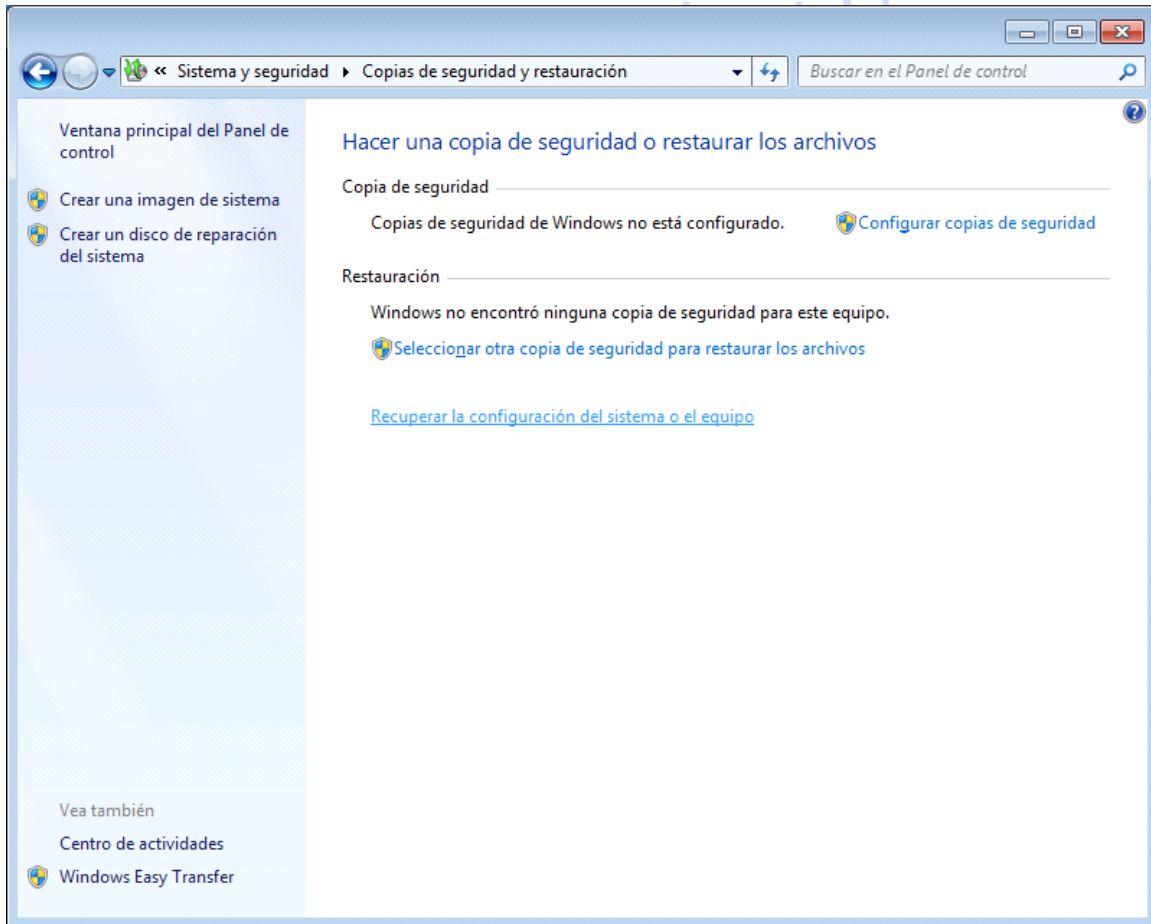 « Sistema y seguridad ▸ Copias de seguridad y restauración
Buscar en el Panel de control
Ventana principal del Panel de
control
Crear una imagen de sistema
Crear un disco de reparación
del sistema
Vea también
Centro de actividades
Windows Easy Transfer
Hacer una copia de seguridad o restaurar los archivos
Copia de seguridad
Copias de seguridad de Windows no está configurado.
Configurar copias de seguridad
Restauración
Windows no encontró ninguna copia de seguridad para este equipo.
Seleccionar otra copia de seguridad para restaurar los archivos
Recuperar la configuración del sistema o el equipo